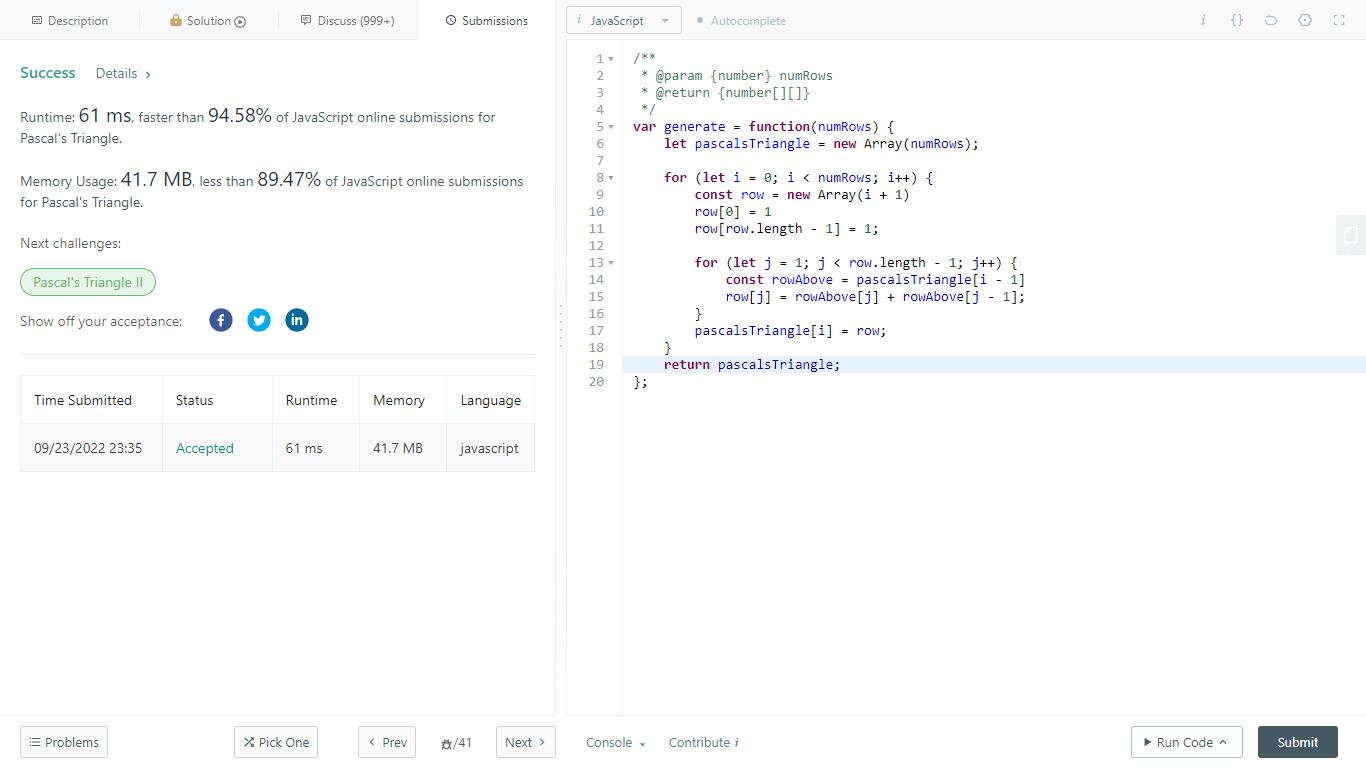 Description
Solution
Discuss (999+)
Submissions
Success Details
Runtime: 61 ms, faster than 94.58% of JavaScript online submissions for
Pascal's Triangle.
Memory Usage: 41.7 MB, less than 89.47% of JavaScript online submissions
for Pascal's Triangle.
Next challenges:
Pascal's Triangle II
Show off your acceptance:
Time Submitted Status Runtime Memory Language
09/23/2022 23:35 Accepted 61 ms 41.7 MB javascript
Problems
Pick One
Prev
/41
Next
i JavaScript
Autocomplete
i {}
1 /**
2  * @param {number} numRows
3  * @return {number[][]}
4  */
5 var generate = function(numRows) {
6     let pascalsTriangle = new Array(numRows);
7
8     for (let i = 0; i < numRows; i++) {
9         const row = new Array(i + 1)
10         row[0] = 1
11         row[row.length - 1] = 1;
12
13         for (let j = 1; j < row.length - 1; j++) {
14             const rowAbove = pascalsTriangle[i - 1]
15             row[j] = rowAbove[j] + rowAbove[j - 1];
16         }
17         pascalsTriangle[i] = row;
18     }
19     return pascalsTriangle;
20 };
Console
Contribute i
Run Code
Submit